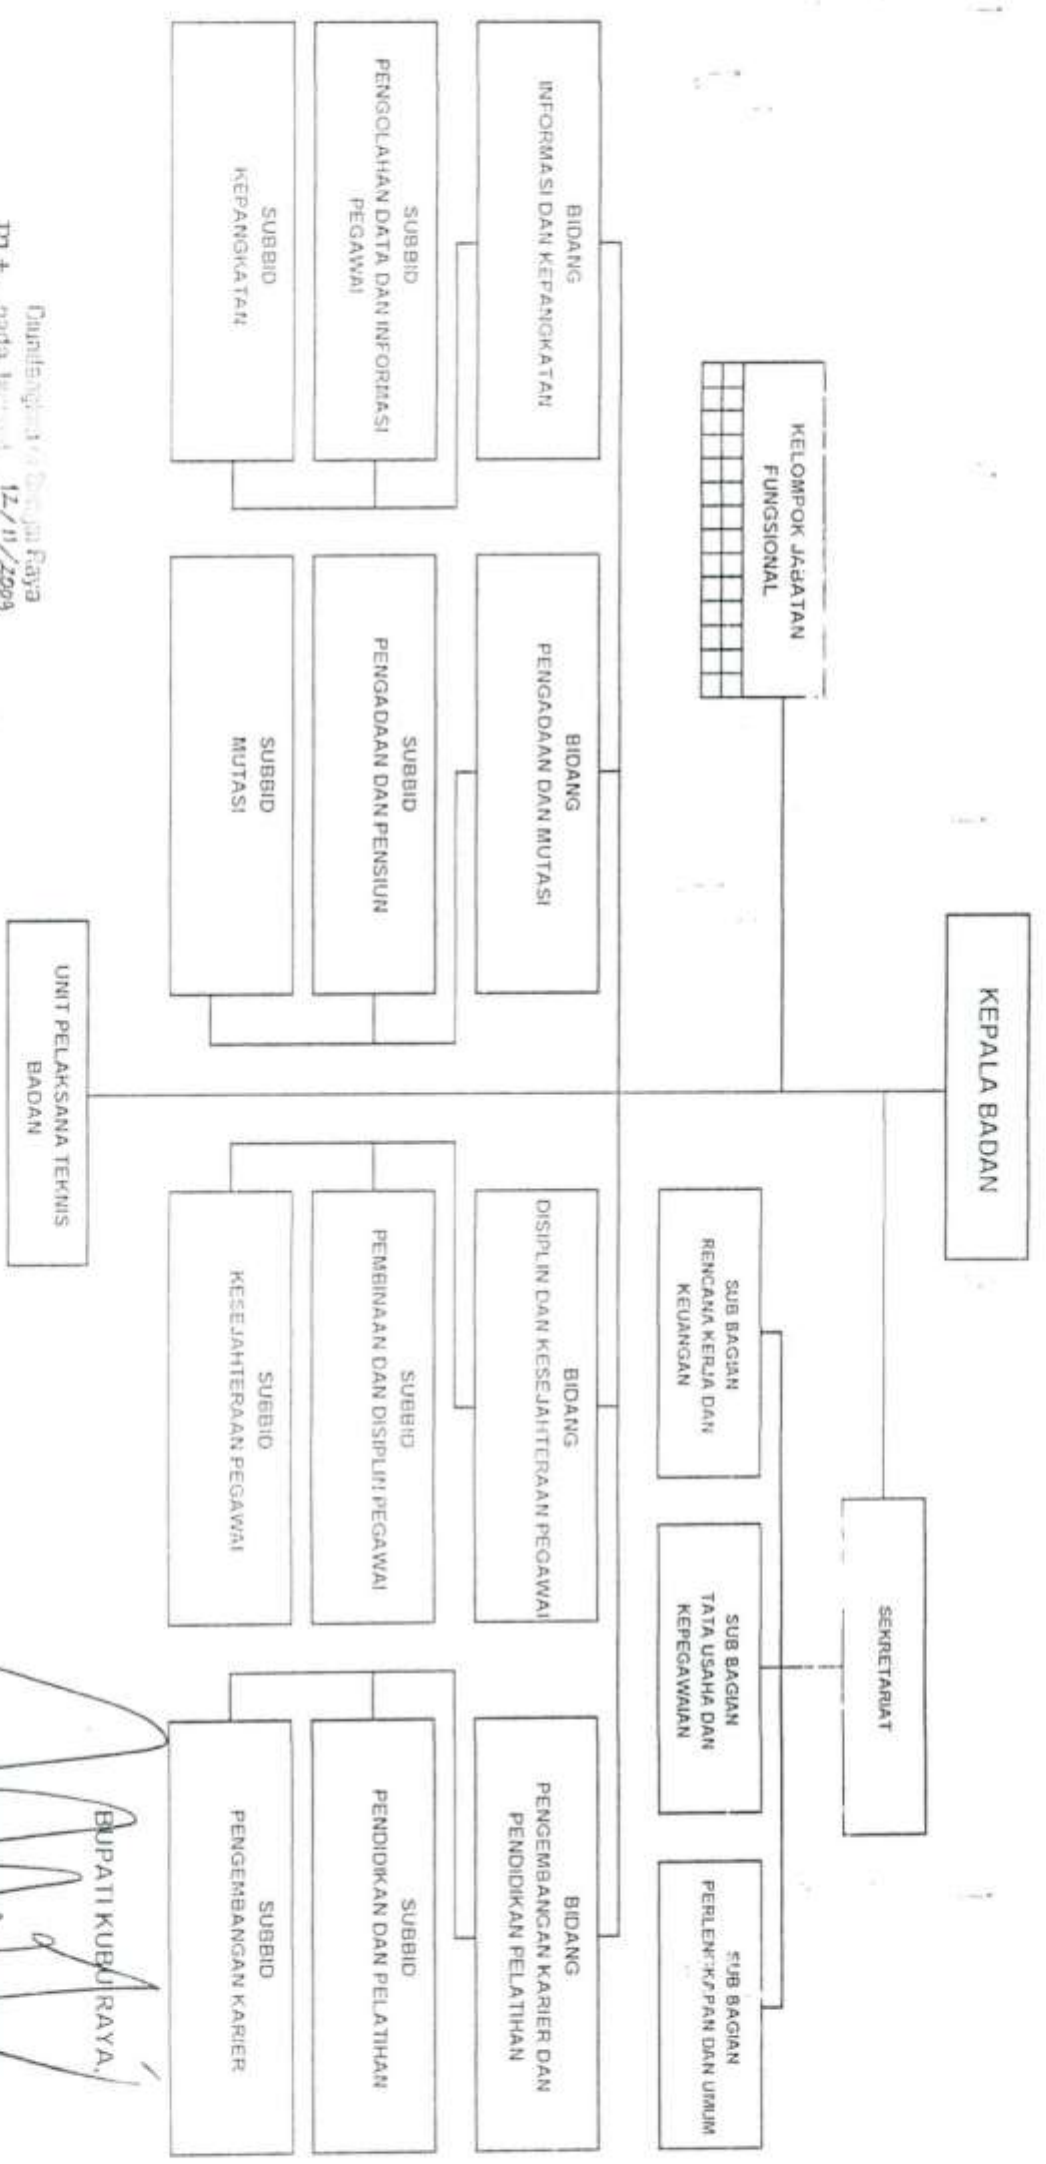 KEPALA BADAN
KELOMPOK JABATAN
FUNGSIONAL
SEKRETARIAT
SUB BAGIAN
RENCANA KERJA DAN
KEUANGAN
SUB BAGIAN
TATA USAHA DAN
KEPEGAWAIAN
SUB BAGIAN
PERLENGKAPAN DAN UMUM
BIDANG
INFORMASI DAN KEPANGKATAN
BIDANG
PENGADAAN DAN MUTASI
BIDANG
DISIPLIN DAN KESEJAHTERAAN PEGAWAI
BIDANG
PENGEMBANGAN KARIER DAN
PENDIDIKAN PELATIHAN
SUBBID
PENGOLAHAN DATA DAN INFORMASI
PEGAWAI
SUBBID
PENGADAAN DAN PENSIUN
SUBBID
PEMBINAAN DAN DISIPLIN PEGAWAI
SUBBID
PENDIDIKAN DAN PELATIHAN
SUBBID
KEPANGKATAN
SUBBID
MUTASI
SUBBID
KESEJAHTERAAN PEGAWAI
SUBBID
PENGEMBANGAN KARIER
UNIT PELAKSANA TEKNIS
BADAN
BUPATI KUBU RAYA,
Raya
pada 12/11/2009